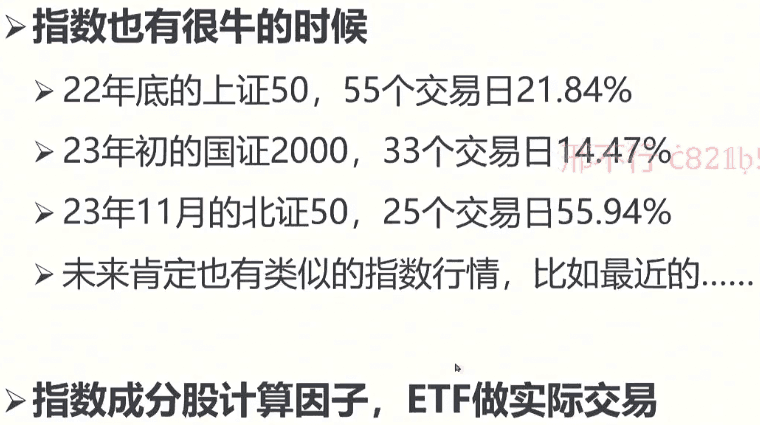 ➢指数也有很牛的时候
➢22年底的上证50，55个交易日21.84%
➢23年初的国证2000，33个交易日14.47%
➢23年11月的北证50，25个交易日55.94%
➢未来肯定也有类似的指数行情，比如最近的……
➢指数成分股计算因子，ETF做实际交易